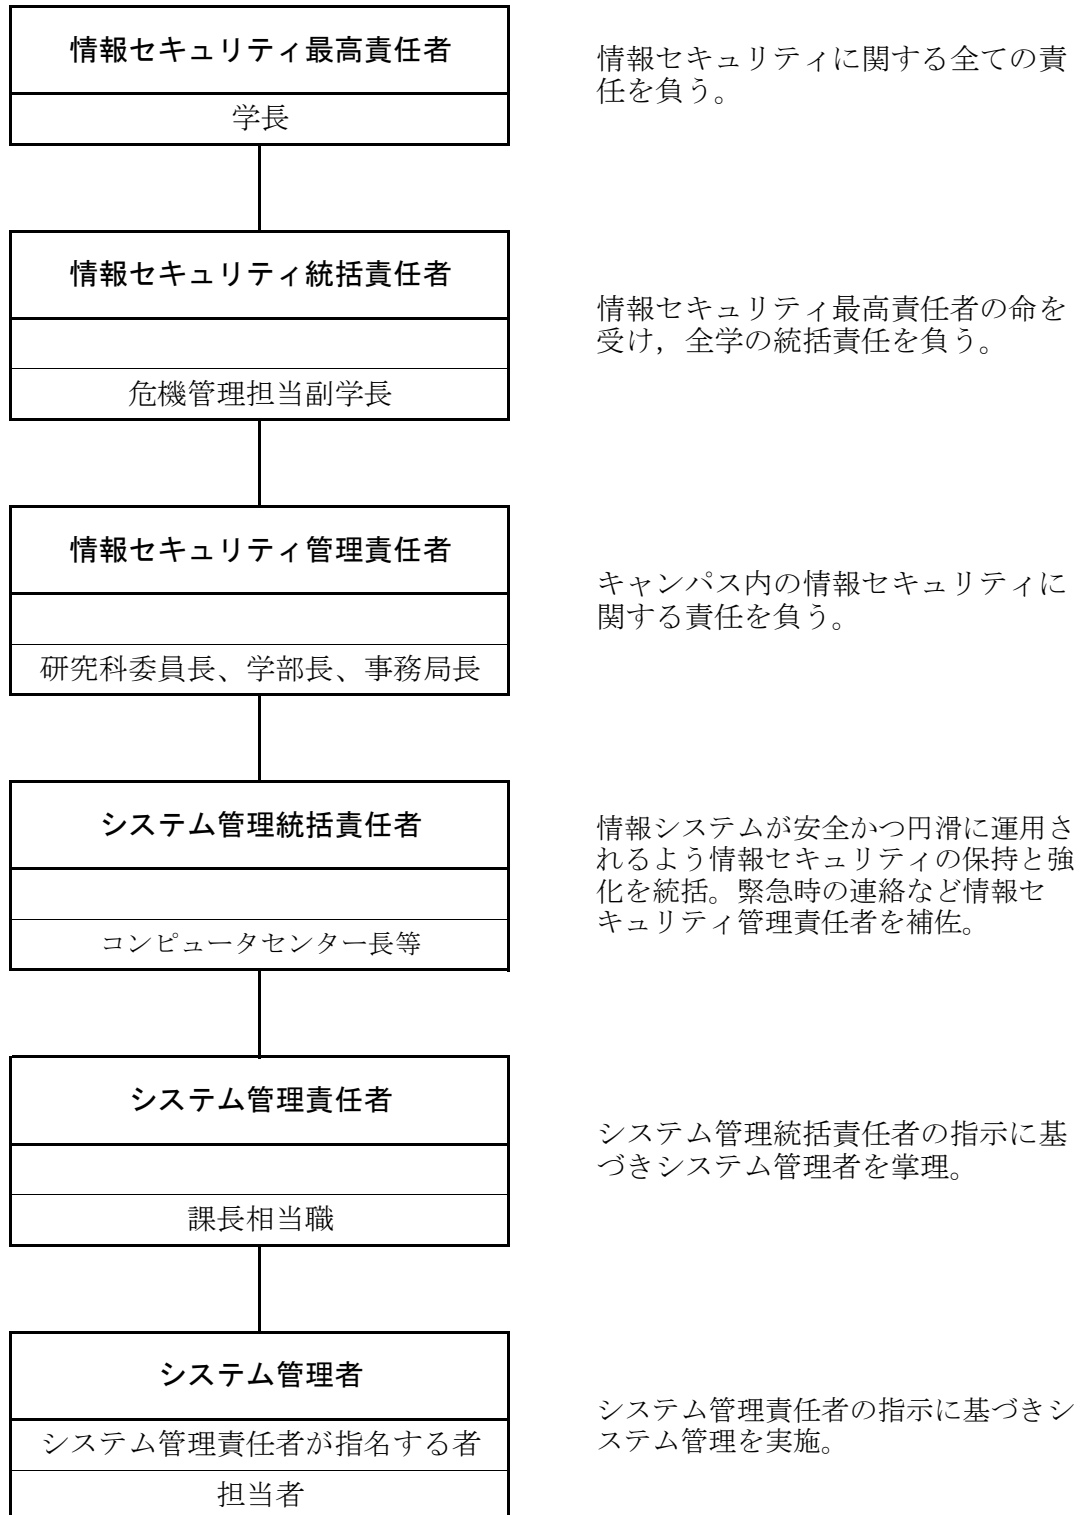 情報セキュリティ最高責任者
学長
情報セキュリティに関する全ての責
任を負う。
情報セキュリティ統括責任者
危機管理担当副学長
情報セキュリティ最高責任者の命を
受け，全学の統括責任を負う。
情報セキュリティ管理責任者
研究科委員長、学部長、事務局長
キャンパス内の情報セキュリティに
関する責任を負う。
システム管理統括責任者
コンピュータセンター長等
情報システムが安全かつ円滑に運用さ
れるよう情報セキュリティの保持と強
化を統括。緊急時の連絡など情報セ
キュリティ管理責任者を補佐。
システム管理責任者
課長相当職
システム管理統括責任者の指示に基
づきシステム管理者を掌理。
システム管理者
システム管理責任者が指名する者
担当者
システム管理責任者の指示に基づきシ
ステム管理を実施。